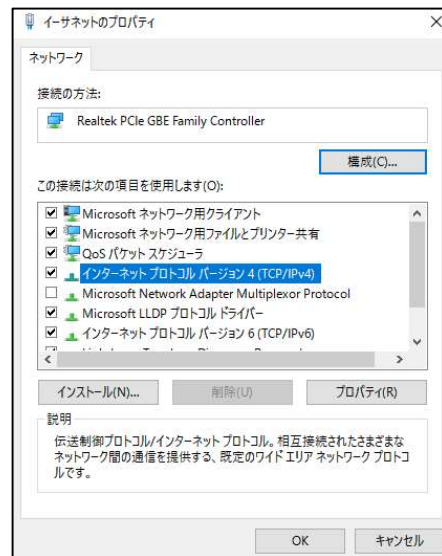 イーサネットのプロパティ
ネットワーク
接続の方法:
Realtek PCIe GBE Family Controller
構成(C)...
この接続は次の項目を使用します(O):
Microsoft ネットワーク用クライアント
Microsoft ネットワーク用ファイルとプリンター共有
QoS パケット スケジューラ
インターネット プロトコル バージョン 4 (TCP/IPv4)
Microsoft Network Adapter Multiplexor Protocol
Microsoft LLDP プロトコル ドライバー
インターネット プロトコル バージョン 6 (TCP/IPv6)
インストール(N)...
削除(U)
プロパティ(R)
説明
伝送制御プロトコル/インターネット プロトコル。相互接続されたさまざまな
ネットワーク間の通信を提供する、既定のワイド エリア ネットワーク プロトコ
ルです。
OK
キャンセル